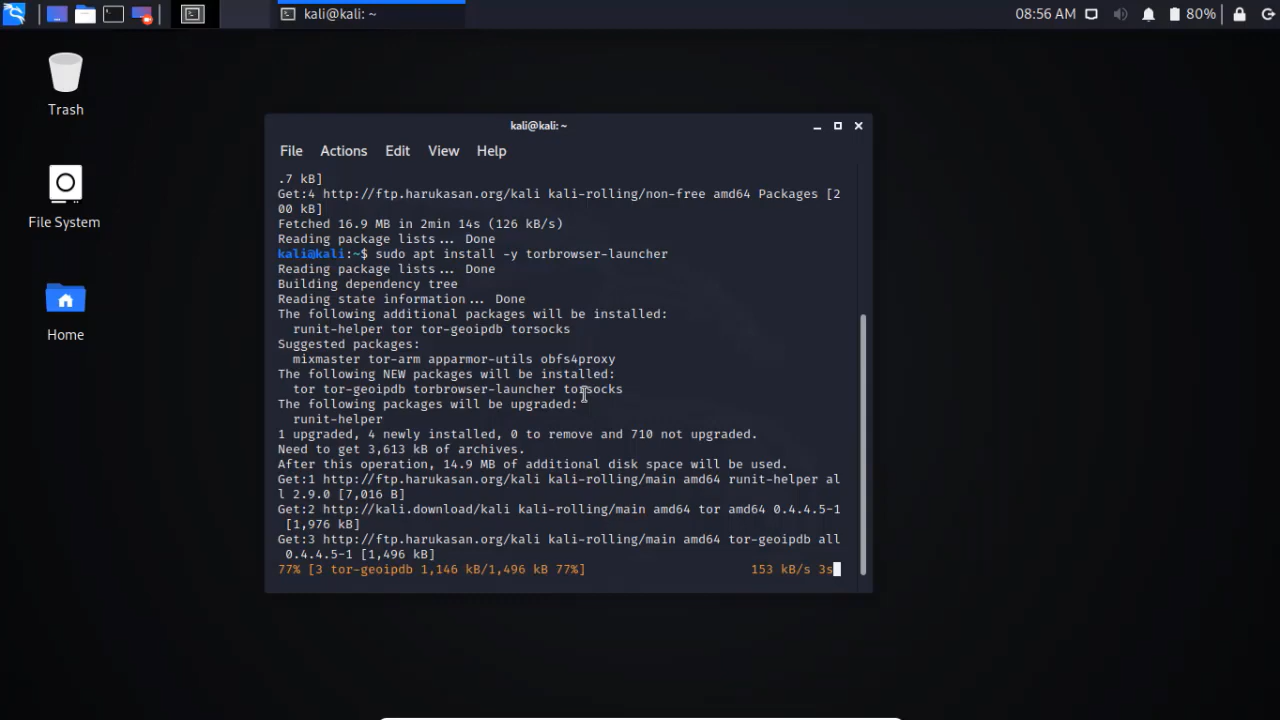 kali@kali: ~
08:56 AM
80%
Trash
File System
Home
kali@kali: ~
File Actions Edit View Help
.7 kB]
Get:4 http://ftp.harukasan.org/kali kali-rolling/non-free amd64 Packages [2
00 kB]
Fetched 16.9 MB in 2min 14s (126 kB/s)
Reading package lists... Done
kali@kali:~$ sudo apt install -y torbrowser-launcher
Reading package lists... Done
Building dependency tree
Reading state information... Done
The following additional packages will be installed:
  runit-helper tor tor-geoipdb torsocks
Suggested packages:
  mixmaster tor-arm apparmor-utils obfs4proxy
The following NEW packages will be installed:
  tor tor-geoipdb torbrowser-launcher torsocks
The following packages will be upgraded:
  runit-helper
1 upgraded, 4 newly installed, 0 to remove and 710 not upgraded.
Need to get 3,613 kB of archives.
After this operation, 14.9 MB of additional disk space will be used.
Get:1 http://ftp.harukasan.org/kali kali-rolling/main amd64 runit-helper al
l 2.9.0 [7,016 B]
Get:2 http://kali.download/kali kali-rolling/main amd64 tor amd64 0.4.4.5-1
 [1,976 kB]
Get:3 http://ftp.harukasan.org/kali kali-rolling/main amd64 tor-geoipdb all
 0.4.4.5-1 [1,496 kB]
77% [3 tor-geoipdb 1,146 kB/1,496 kB 77%] 153 kB/s 3s